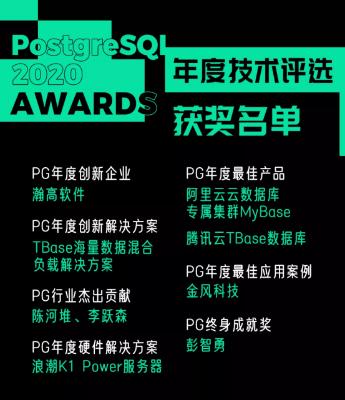 PostgreSQL
2020
AWARDS
年度技术评选
获奖名单
PG年度创新企业
瀚高软件
PG年度创新解决方案
TBase海量数据混合
负载解决方案
PG行业杰出贡献
陈河堆、李跃森
PG年度硬件解决方案
浪潮K1 Power服务器
PG年度最佳产品
阿里云云数据库
专属集群MyBase
腾讯云TBase数据库
PG年度最佳应用案例
金风科技
PG终身成就奖
彭智勇